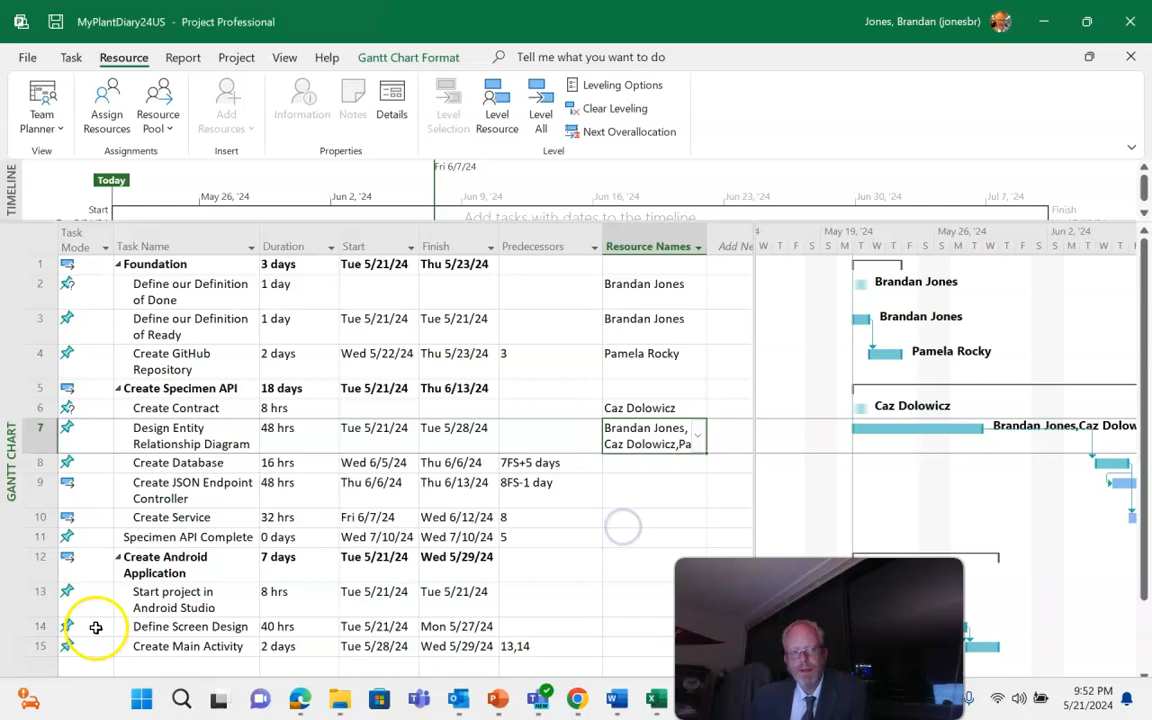 MyPlantDiary24US - Project Professional
Jones, Brandan (jonesbr)
File Task Resource Report Project View Help Gantt Chart Format Tell me what you want to do
Team Planner
Assign Resources
Resource Pool
Add Resources
Information
Notes
Details
Level Selection
Level Resource
Level All
Leveling Options
Clear Leveling
Next Overallocation
View Assignments Insert Properties Level
TIMELINE
Fri 6/7/24
Today
May 26, '24 Jun 2, '24 Jun 9, '24 Jun 16, '24 Jun 23, '24 Jun 30, '24 Jul 7, '24
Start
Add tasks with dates to the timeline
Finish
GANTT CHART
Task Mode Task Name Duration Start Finish Predecessors Resource Names Add Ne
4 May 19, '24 May 26, '24 Jun 2, '24
W T F S S M T W T F S S M T W T F S S M T W T
1 Foundation 3 days Tue 5/21/24 Thu 5/23/24
2 Define our Definition of Done 1 day Brandan Jones
3 Define our Definition of Ready 1 day Tue 5/21/24 Tue 5/21/24 Brandan Jones
4 Create GitHub Repository 2 days Wed 5/22/24 Thu 5/23/24 3 Pamela Rocky
5 Create Specimen API 18 days Tue 5/21/24 Thu 6/13/24
6 Create Contract 8 hrs Caz Dolowicz
7 Design Entity Relationship Diagram 48 hrs Tue 5/21/24 Tue 5/28/24 Brandan Jones, Caz Dolowicz,Pa
8 Create Database 16 hrs Wed 6/5/24 Thu 6/6/24 7FS+5 days
9 Create JSON Endpoint Controller 48 hrs Thu 6/6/24 Thu 6/13/24 8FS-1 day
10 Create Service 32 hrs Fri 6/7/24 Wed 6/12/24 8
11 Specimen API Complete 0 days Wed 7/10/24 Wed 7/10/24 5
12 Create Android Application 7 days Tue 5/21/24 Wed 5/29/24
13 Start project in Android Studio 8 hrs Tue 5/21/24 Tue 5/21/24
14 Define Screen Design 40 hrs Tue 5/21/24 Mon 5/27/24
15 Create Main Activity 2 days Tue 5/28/24 Wed 5/29/24 13,14
Brandan Jones
Brandan Jones
Pamela Rocky
Caz Dolowicz
Brandan Jones,Caz Dolow
NEW
9:52 PM
5/21/2024